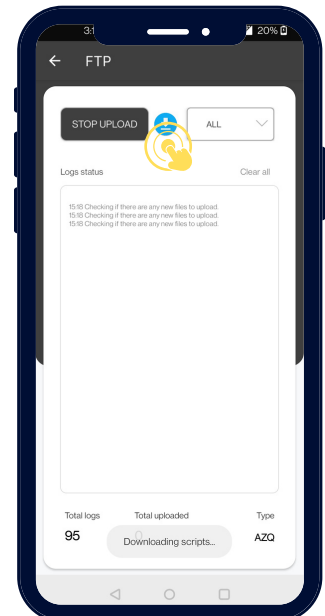 3:1
20%
FTP
STOP UPLOAD
ALL
Logs status
Clear all
15:18 Checking if there are any new files to upload.
15:18 Checking if there are any new files to upload.
15:18 Checking if there are any new files to upload.
Total logs
Total uploaded
Type
95
0
AZQ
Downloading scripts...